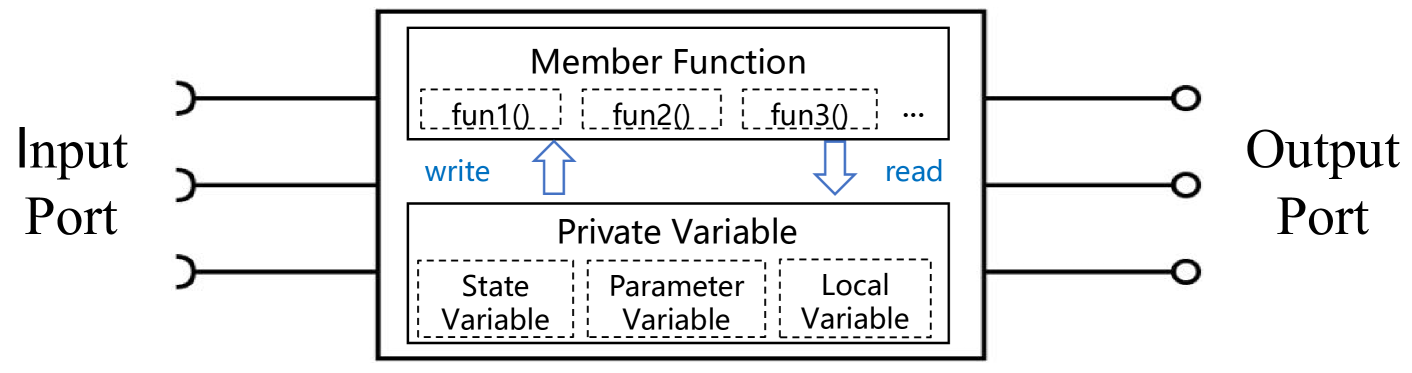 Member Function
fun1() fun2() fun3() ...
Input
Port
write read
Output
Port
Private Variable
State
Variable
Parameter
Variable
Local
Variable